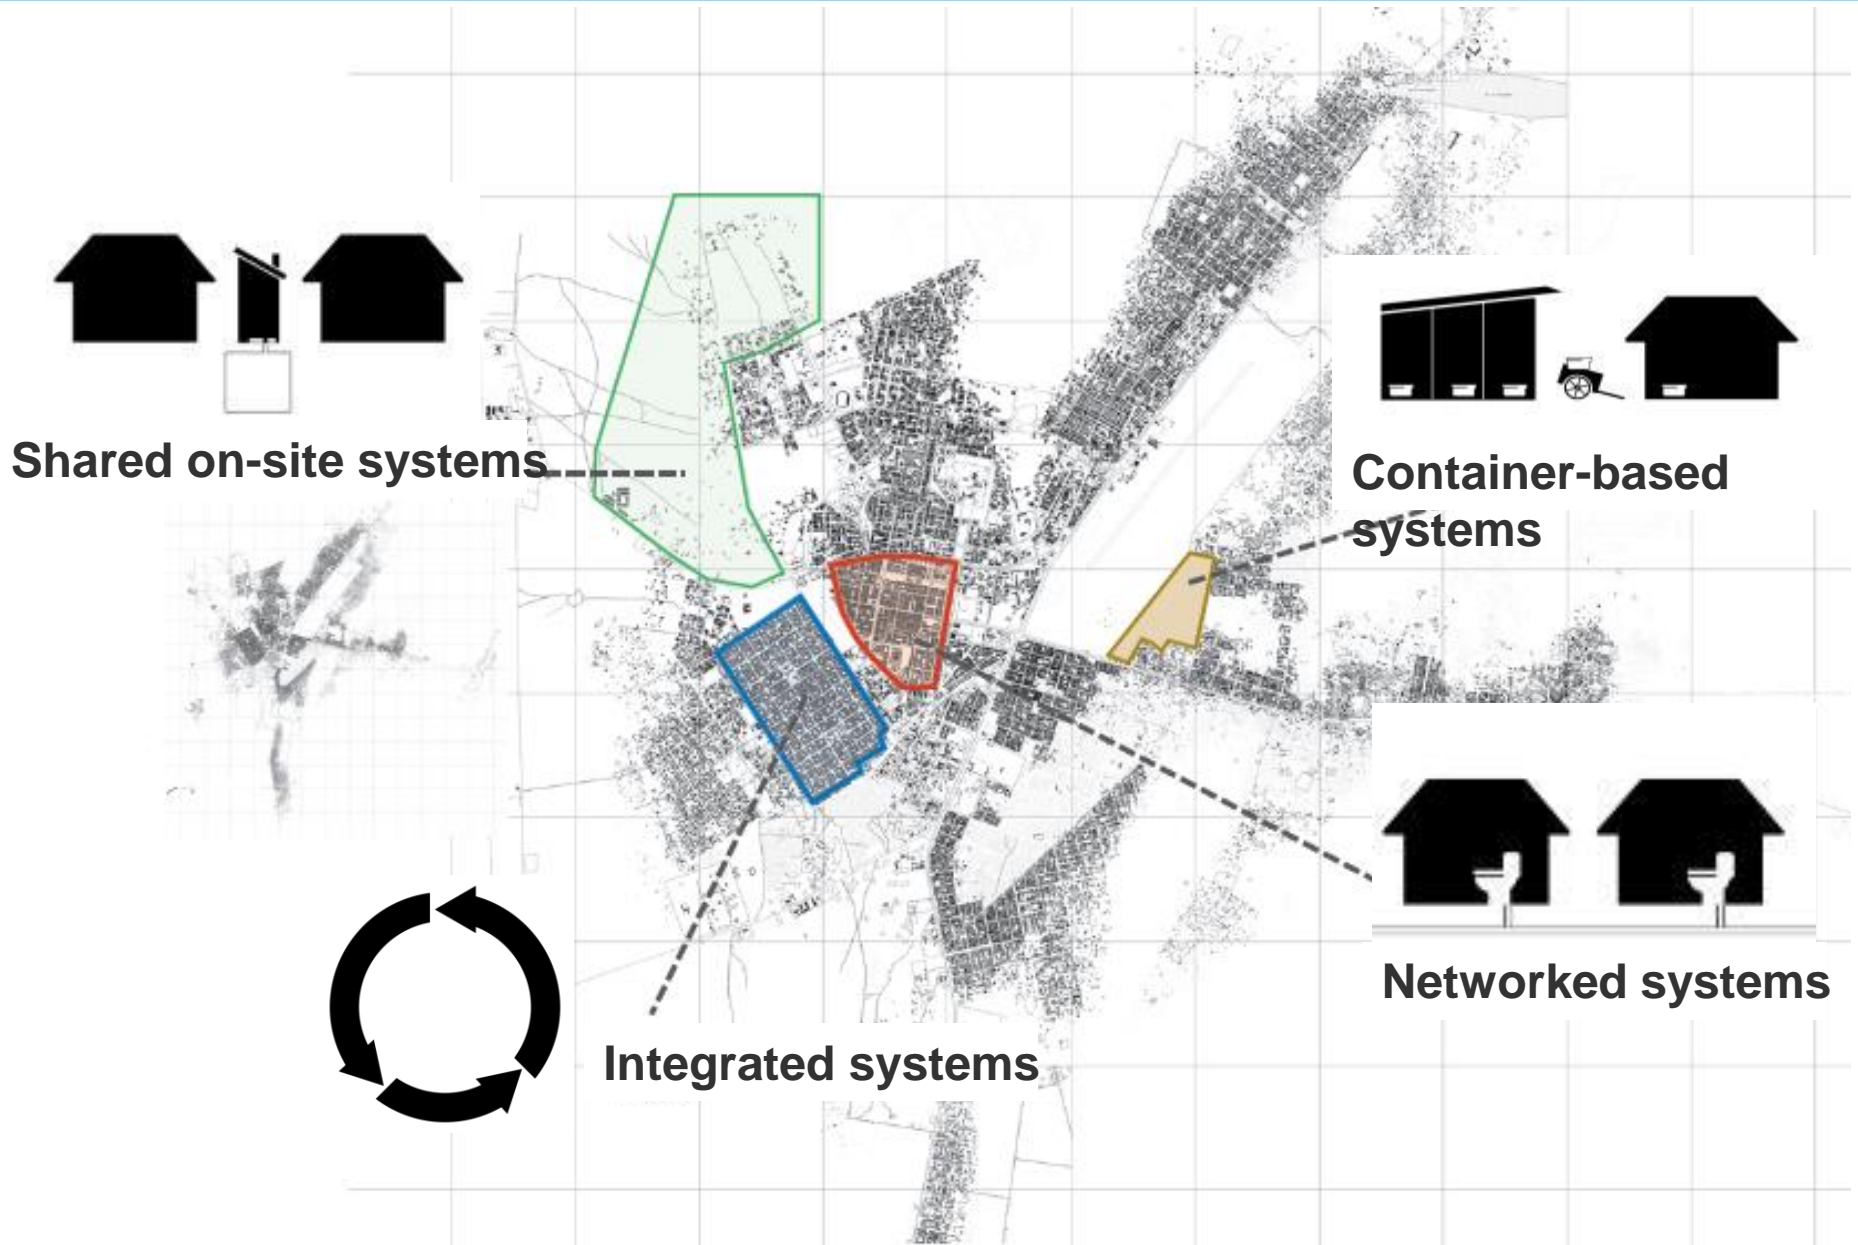 Shared on-site systems
Container-based
systems
Networked systems
Integrated systems